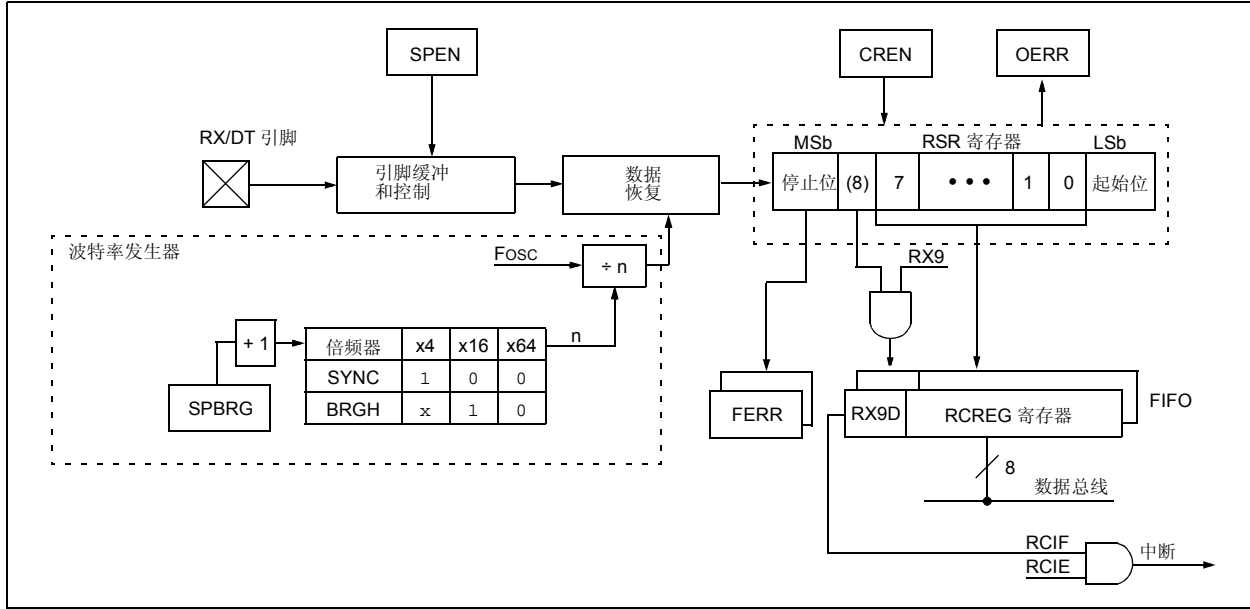 SPEN
CREN
OERR
RX/DT 引脚
引脚缓冲
和控制
数据
恢复
MSb
RSR 寄存器
LSb
停止位 (8) 7 • • • 1 0 起始位
波特率发生器
FOSC
÷ n
RX9
n
+ 1
倍频器 x4 x16 x64
SYNC 1 0 0
BRGH x 1 0
SPBRG
FERR
RX9D
RCREG 寄存器
FIFO
8
数据总线
RCIF
RCIE
中断